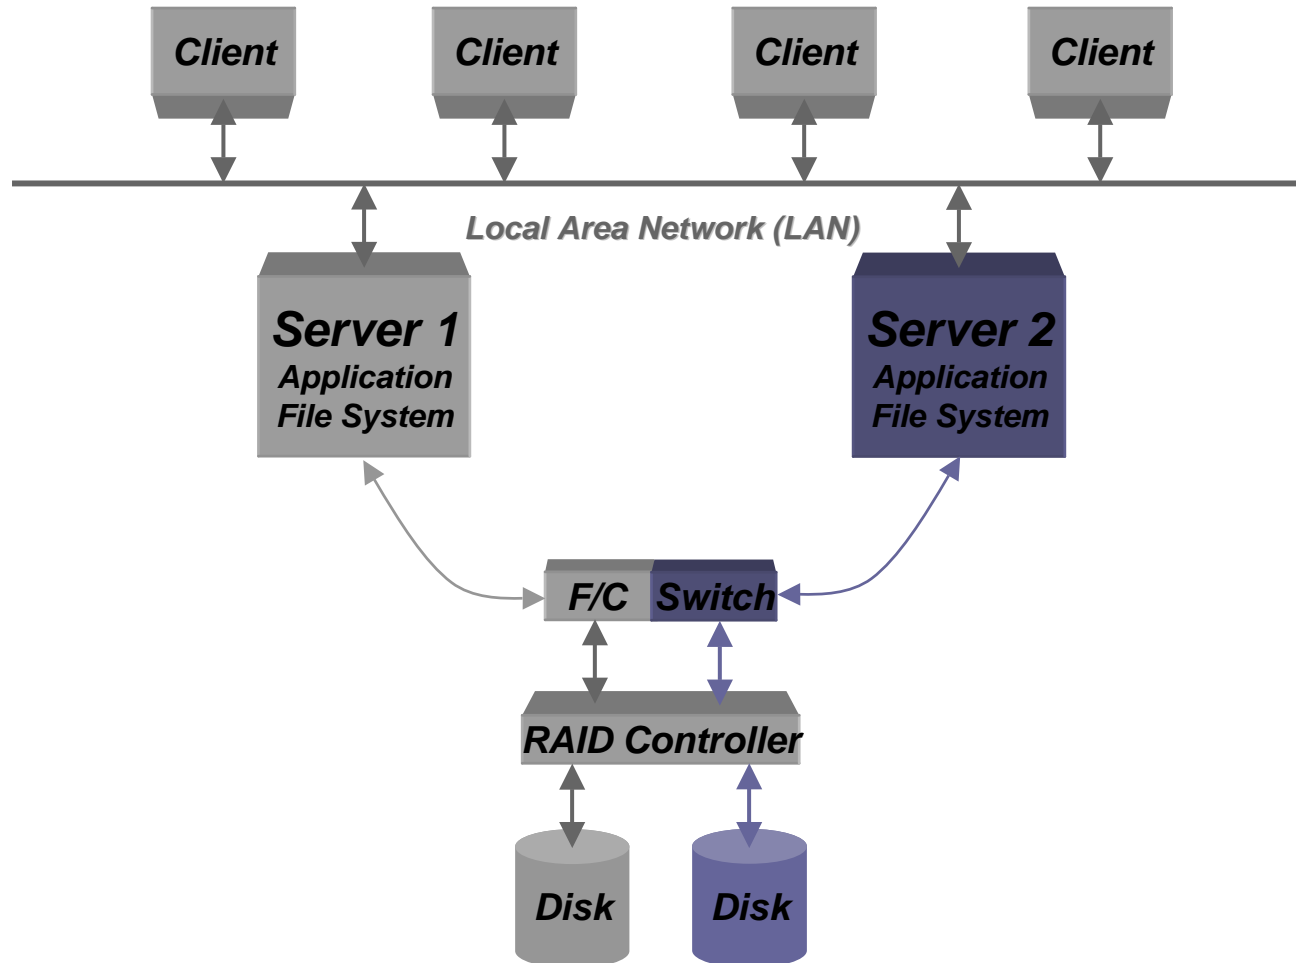 Client
Client
Client
Client
Local Area Network (LAN)
Server 1
Application
File System
Server 2
Application
File System
F/C
Switch
RAID Controller
Disk
Disk